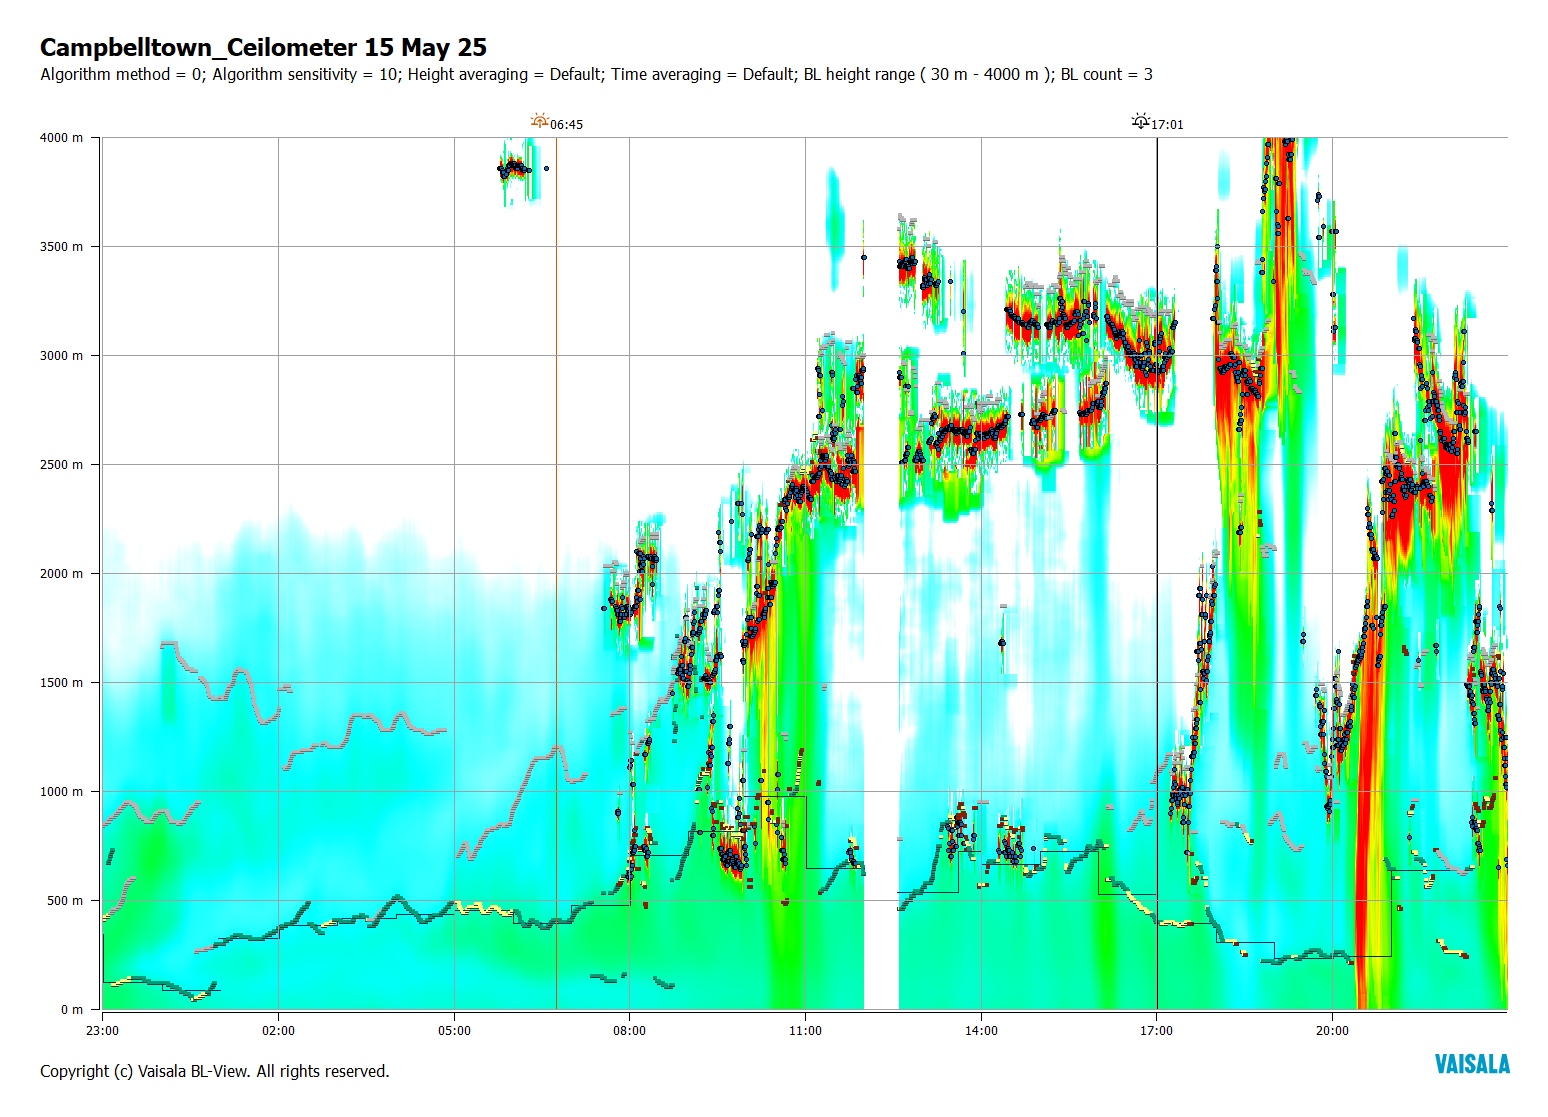 Campbelltown_Ceilometer 15 May 25
Algorithm method = 0; Algorithm sensitivity = 10; Height averaging = Default; Time averaging = Default; BL height range ( 30 m - 4000 m ); BL count = 3
06:45
17:01
4000 m
3500 m
3000 m
2500 m
2000 m
1500 m
1000 m
500 m
0 m
23:00
02:00
05:00
08:00
11:00
14:00
17:00
20:00
Copyright (c) Vaisala BL-View. All rights reserved.
VAISALA